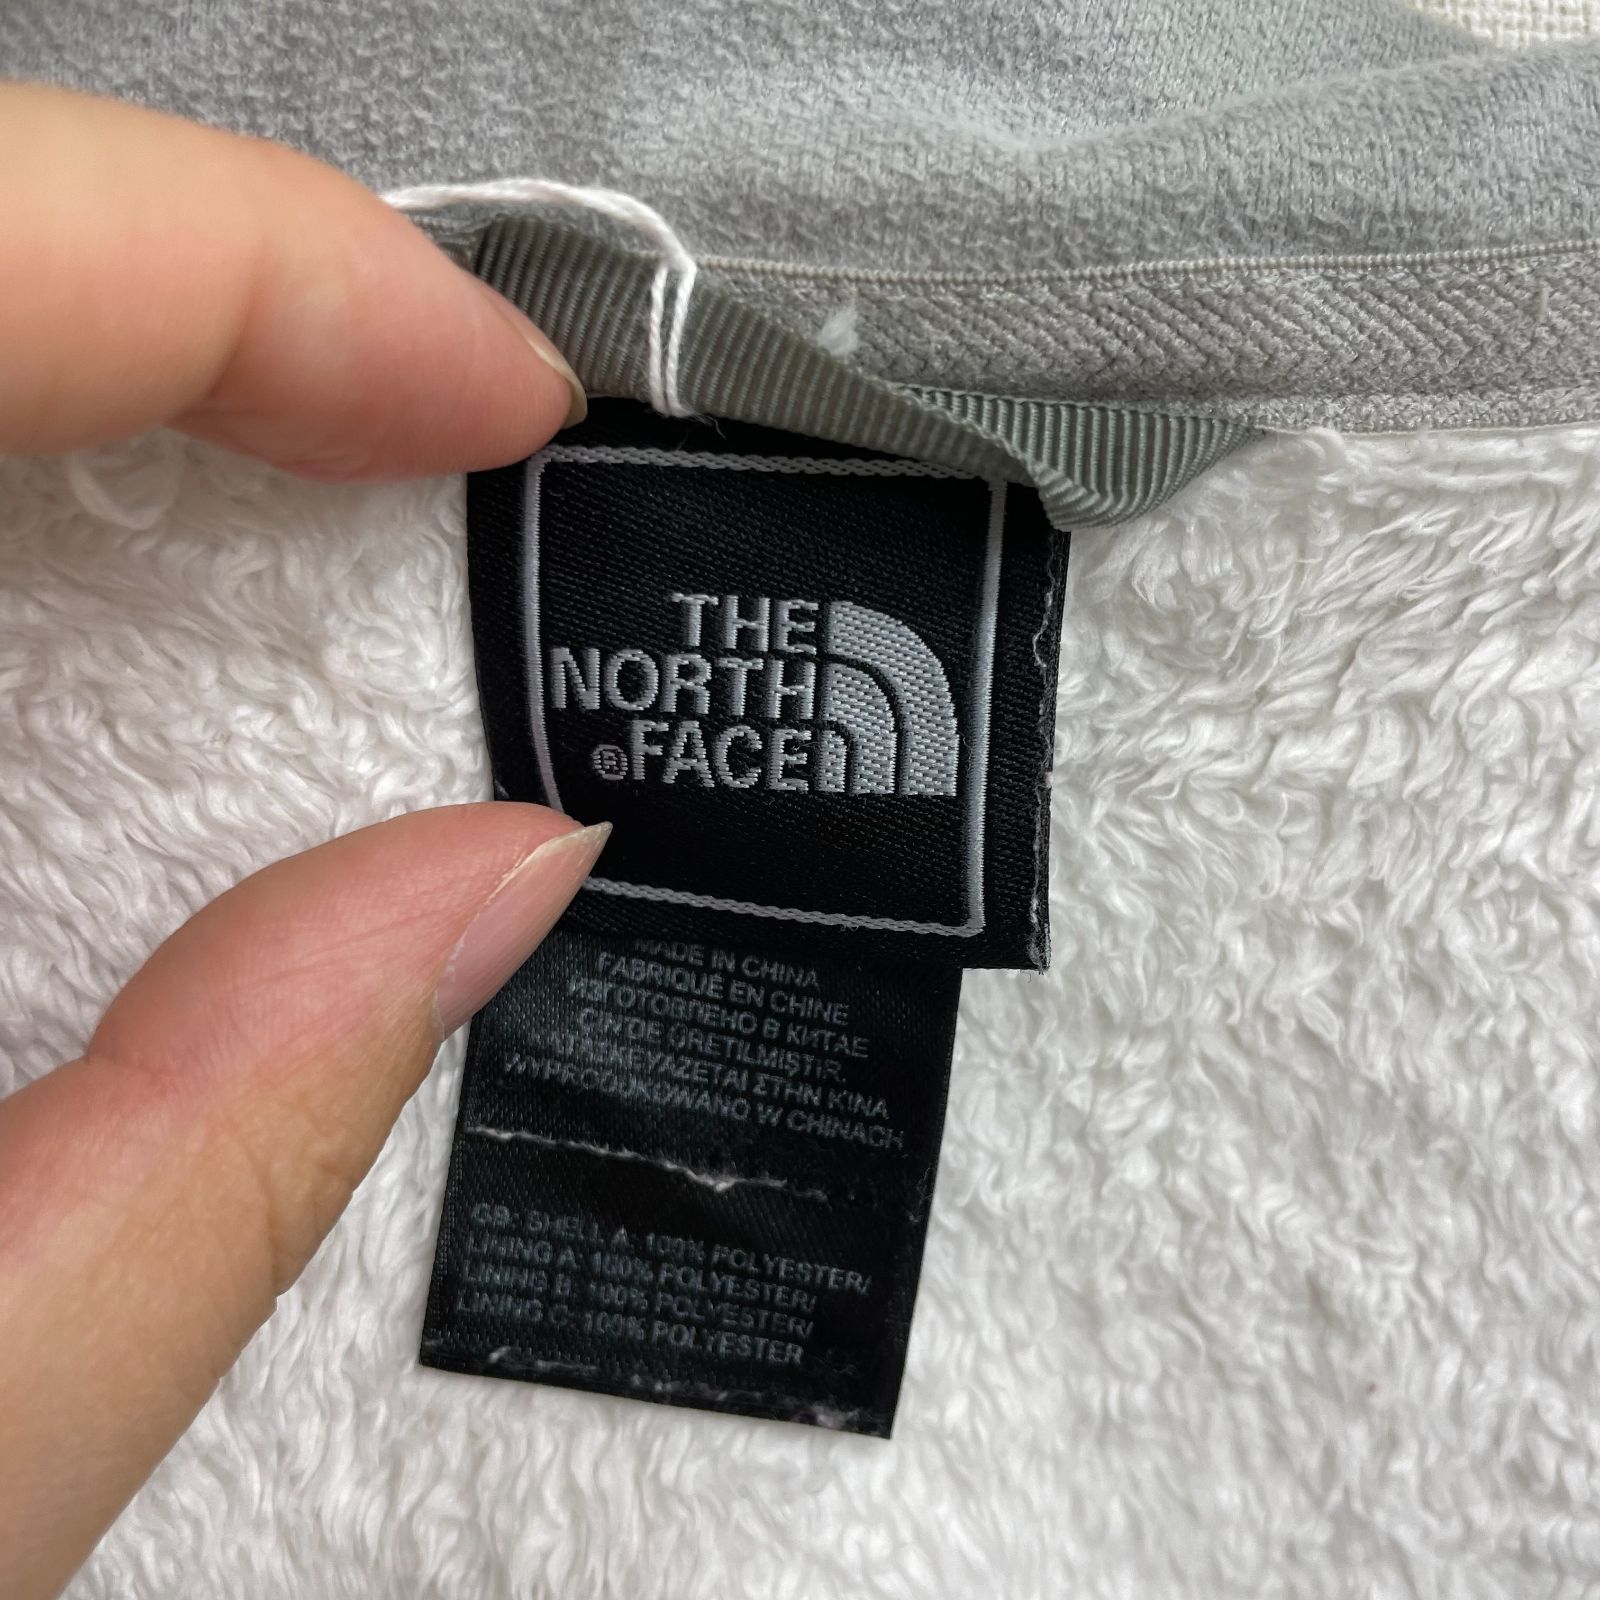 THE
NORTH
®FACE
MADE IN CHINA
FABRIQUÉ EN CHINE
ИЗГОТОВЛЕНО В КИТАЕ
ÇİN'DE ÜRETİLMİŞTİR.
ΚΑΤΑΣΚΕΥΑΖΕΤΑΙ ΣΤΗΝ ΚΙΝΑ
WYPRODUKOWANO W CHINACH
GB: SHELL A: 100% POLYESTER/
LINING A: 100% POLYESTER/
LINING B: 100% POLYESTER/
LINING C: 100% POLYESTER